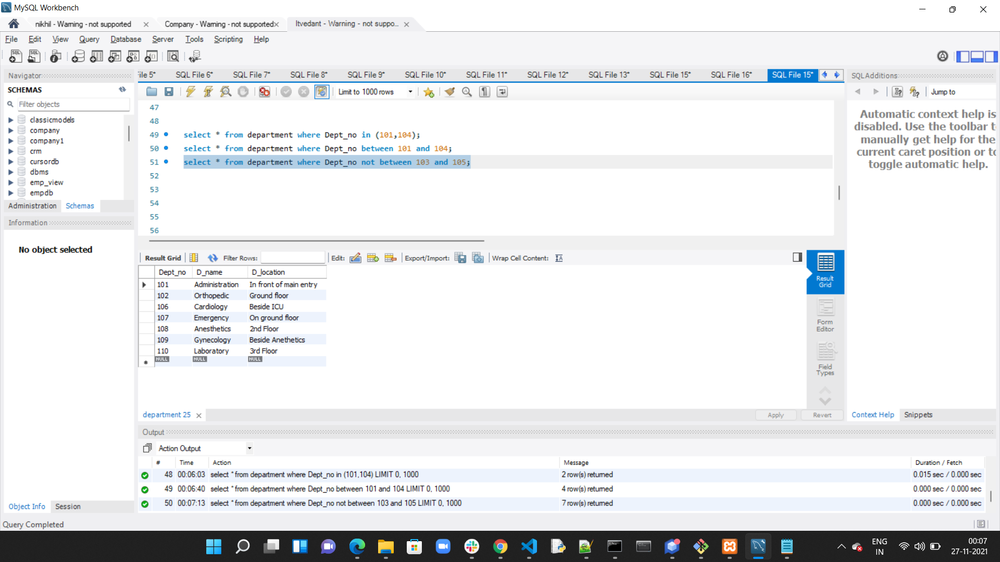 MySQL Workbench
nikhil - Warning - not supported
Company - Warning - not supported
Itvedant - Warning - not suppo...
File Edit View Query Database Server Tools Scripting Help
Navigator
ile 5* SQL File 6* SQL File 7* SQL File 8* SQL File 9* SQL File 10* SQL File 11* SQL File 12* SQL File 13* SQL File 15* SQL File 16* SQL File 15*
SQLAdditions
SCHEMAS
Limit to 1000 rows
Jump to
Filter objects
classicmodels
company
company1
crm
cursordb
dbms
emp_view
empdb
Administration Schemas
Information
No object selected
47
48
49 select * from department where Dept_no in (101,104);
50 select * from department where Dept_no between 101 and 104;
51 select * from department where Dept_no not between 103 and 105;
52
53
54
55
56
Automatic context help is
disabled. Use the toolbar t
manually get help for the
current caret position or to
toggle automatic help.
Result Grid Filter Rows: Edit: Export/Import: Wrap Cell Content:
Dept_no D_name D_location
101 Administration In front of main entry
102 Orthopedic Ground floor
106 Cardiology Beside ICU
107 Emergency On ground floor
108 Anesthetics 2nd Floor
109 Gynecology Beside Anethetics
110 Laboratory 3rd Floor
NULL NULL NULL
Result
Grid
Form
Editor
Field
Types
department 25
Apply Revert
Context Help Snippets
Output
Action Output
# Time Action Message Duration / Fetch
48 00:06:03 select * from department where Dept_no in (101,104) LIMIT 0, 1000 2 row(s) returned 0.015 sec / 0.000 sec
49 00:06:40 select * from department where Dept_no between 101 and 104 LIMIT 0, 1000 4 row(s) returned 0.000 sec / 0.000 sec
50 00:07:13 select * from department where Dept_no not between 103 and 105 LIMIT 0, 1000 7 row(s) returned 0.000 sec / 0.000 sec
Object Info Session
Query Completed
ENG
IN
00:07
27-11-2021